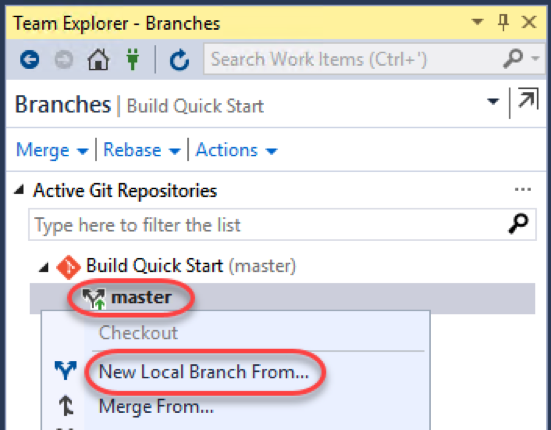 Team Explorer - Branches
Search Work Items (Ctrl+')
Branches | Build Quick Start
Merge | Rebase | Actions
Active Git Repositories ...
Type here to filter the list
Build Quick Start (master)
master
Checkout
New Local Branch From...
Merge From...